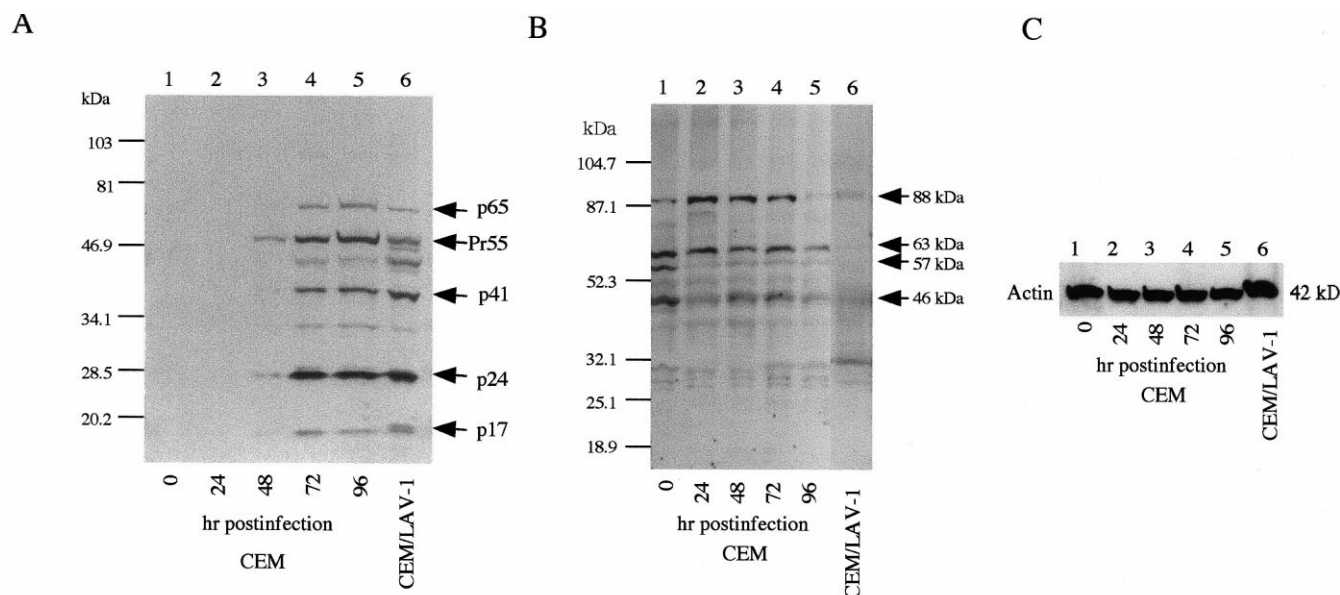 A
1 2 3 4 5 6
kDa
103
81
46.9
34.1
28.5
20.2
p65
Pr55
p41
p24
p17
0 24 48 72 96 CEM/LAV-1
hr postinfection
CEM
B
1 2 3 4 5 6
kDa
104.7
87.1
52.3
32.1
25.1
18.9
88 kDa
63 kDa
57 kDa
46 kDa
0 24 48 72 96 CEM/LAV-1
hr postinfection
CEM
C
1 2 3 4 5 6
Actin 42 kD
0 24 48 72 96 CEM/LAV-1
hr postinfection
CEM